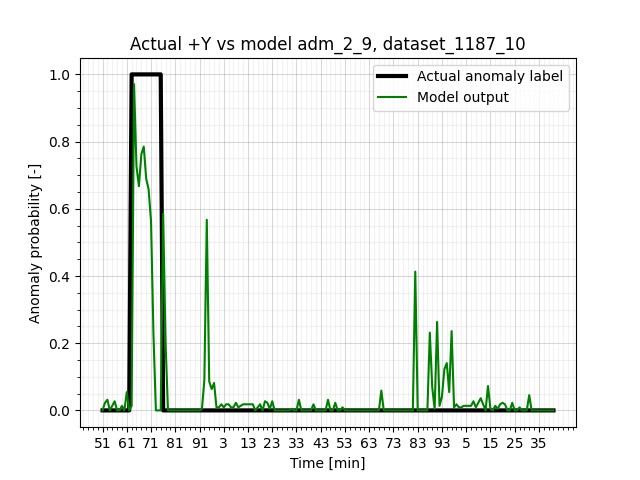 Actual +Y vs model adm_2_9, dataset_1187_10
Actual anomaly label
Model output
Anomaly probability [-]
1.0
0.8
0.6
0.4
0.2
0.0
51 61 71 81 91 3 13 23 33 43 53 63 73 83 93 5 15 25 35
Time [min]